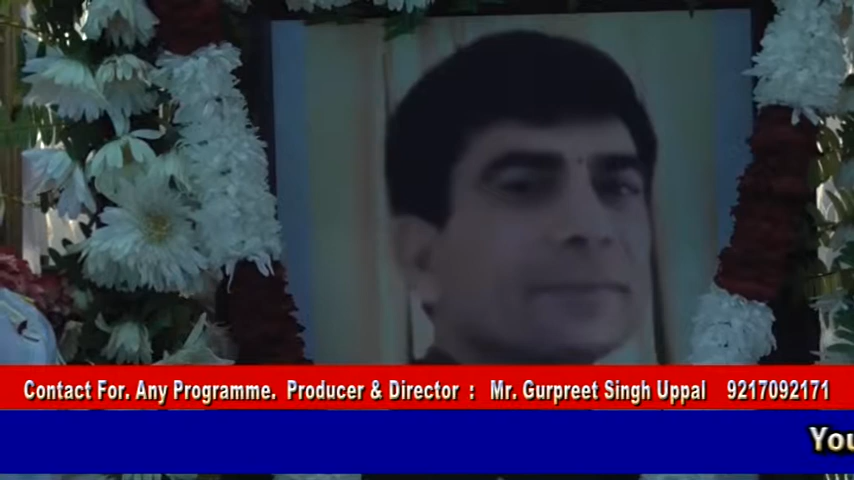 Contact For. Any Programme. Producer & Director : Mr. Gurpreet Singh Uppal 9217092171
You